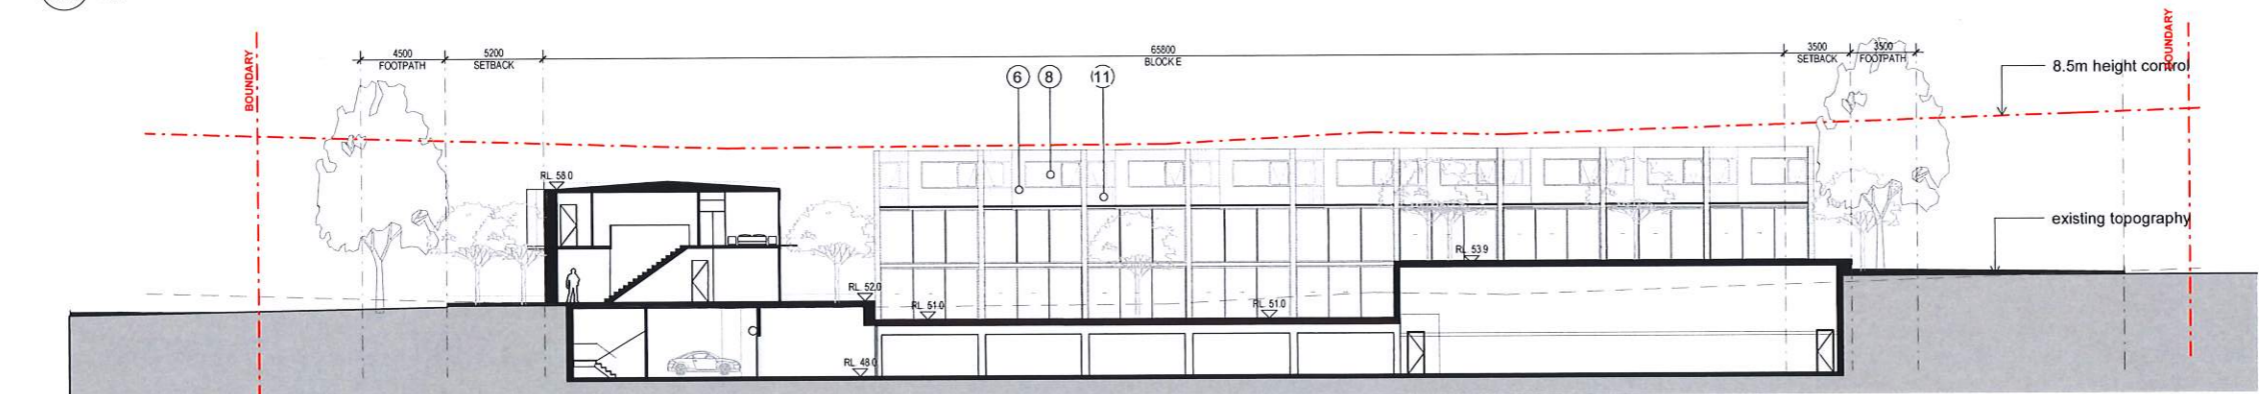 BOUNDARY
4500
FOOTPATH
5200
SETBACK
65800
BLOCK E
3500
SETBACK
3500
FOOTPATH
BOUNDARY
6
8
11
8.5m height control
RL 58.0
existing topography
RL 53.9
RL 52.0
RL 51.0
RL 51.0
RL 48.0